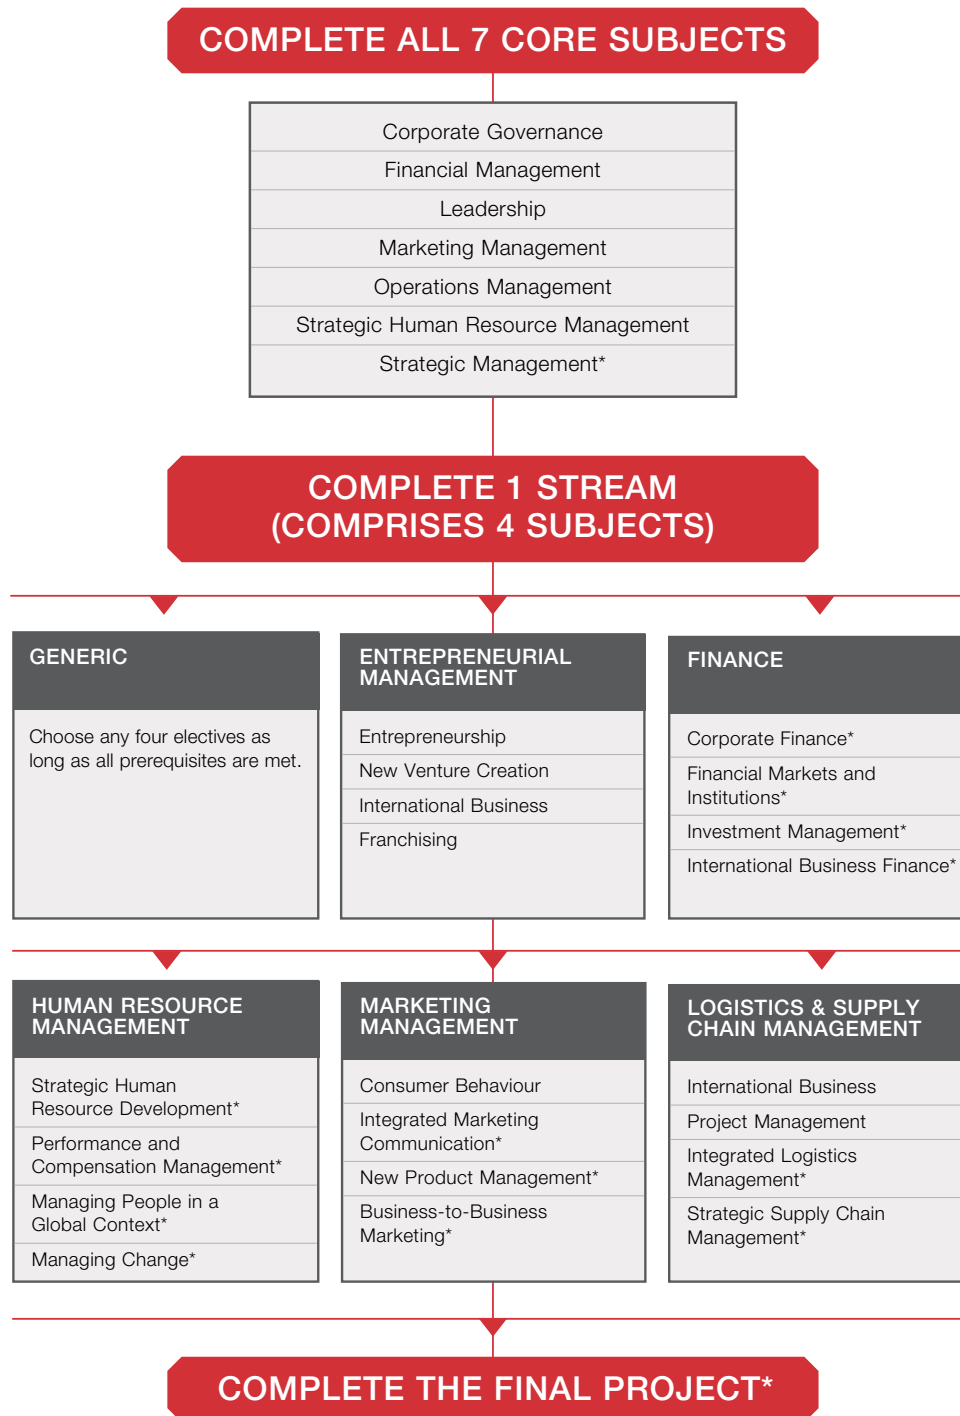 COMPLETE ALL 7 CORE SUBJECTS
Corporate Governance
Financial Management
Leadership
Marketing Management
Operations Management
Strategic Human Resource Management
Strategic Management*
COMPLETE 1 STREAM
(COMPRISES 4 SUBJECTS)
GENERIC
Choose any four electives as
long as all prerequisites are met.
ENTREPRENEURIAL
MANAGEMENT
Entrepreneurship
New Venture Creation
International Business
Franchising
FINANCE
Corporate Finance*
Financial Markets and
Institutions*
Investment Management*
International Business Finance*
HUMAN RESOURCE
MANAGEMENT
Strategic Human
Resource Development*
Performance and
Compensation Management*
Managing People in a
Global Context*
Managing Change*
MARKETING
MANAGEMENT
Consumer Behaviour
Integrated Marketing
Communication*
New Product Management*
Business-to-Business
Marketing*
LOGISTICS & SUPPLY
CHAIN MANAGEMENT
International Business
Project Management
Integrated Logistics
Management*
Strategic Supply Chain
Management*
COMPLETE THE FINAL PROJECT*